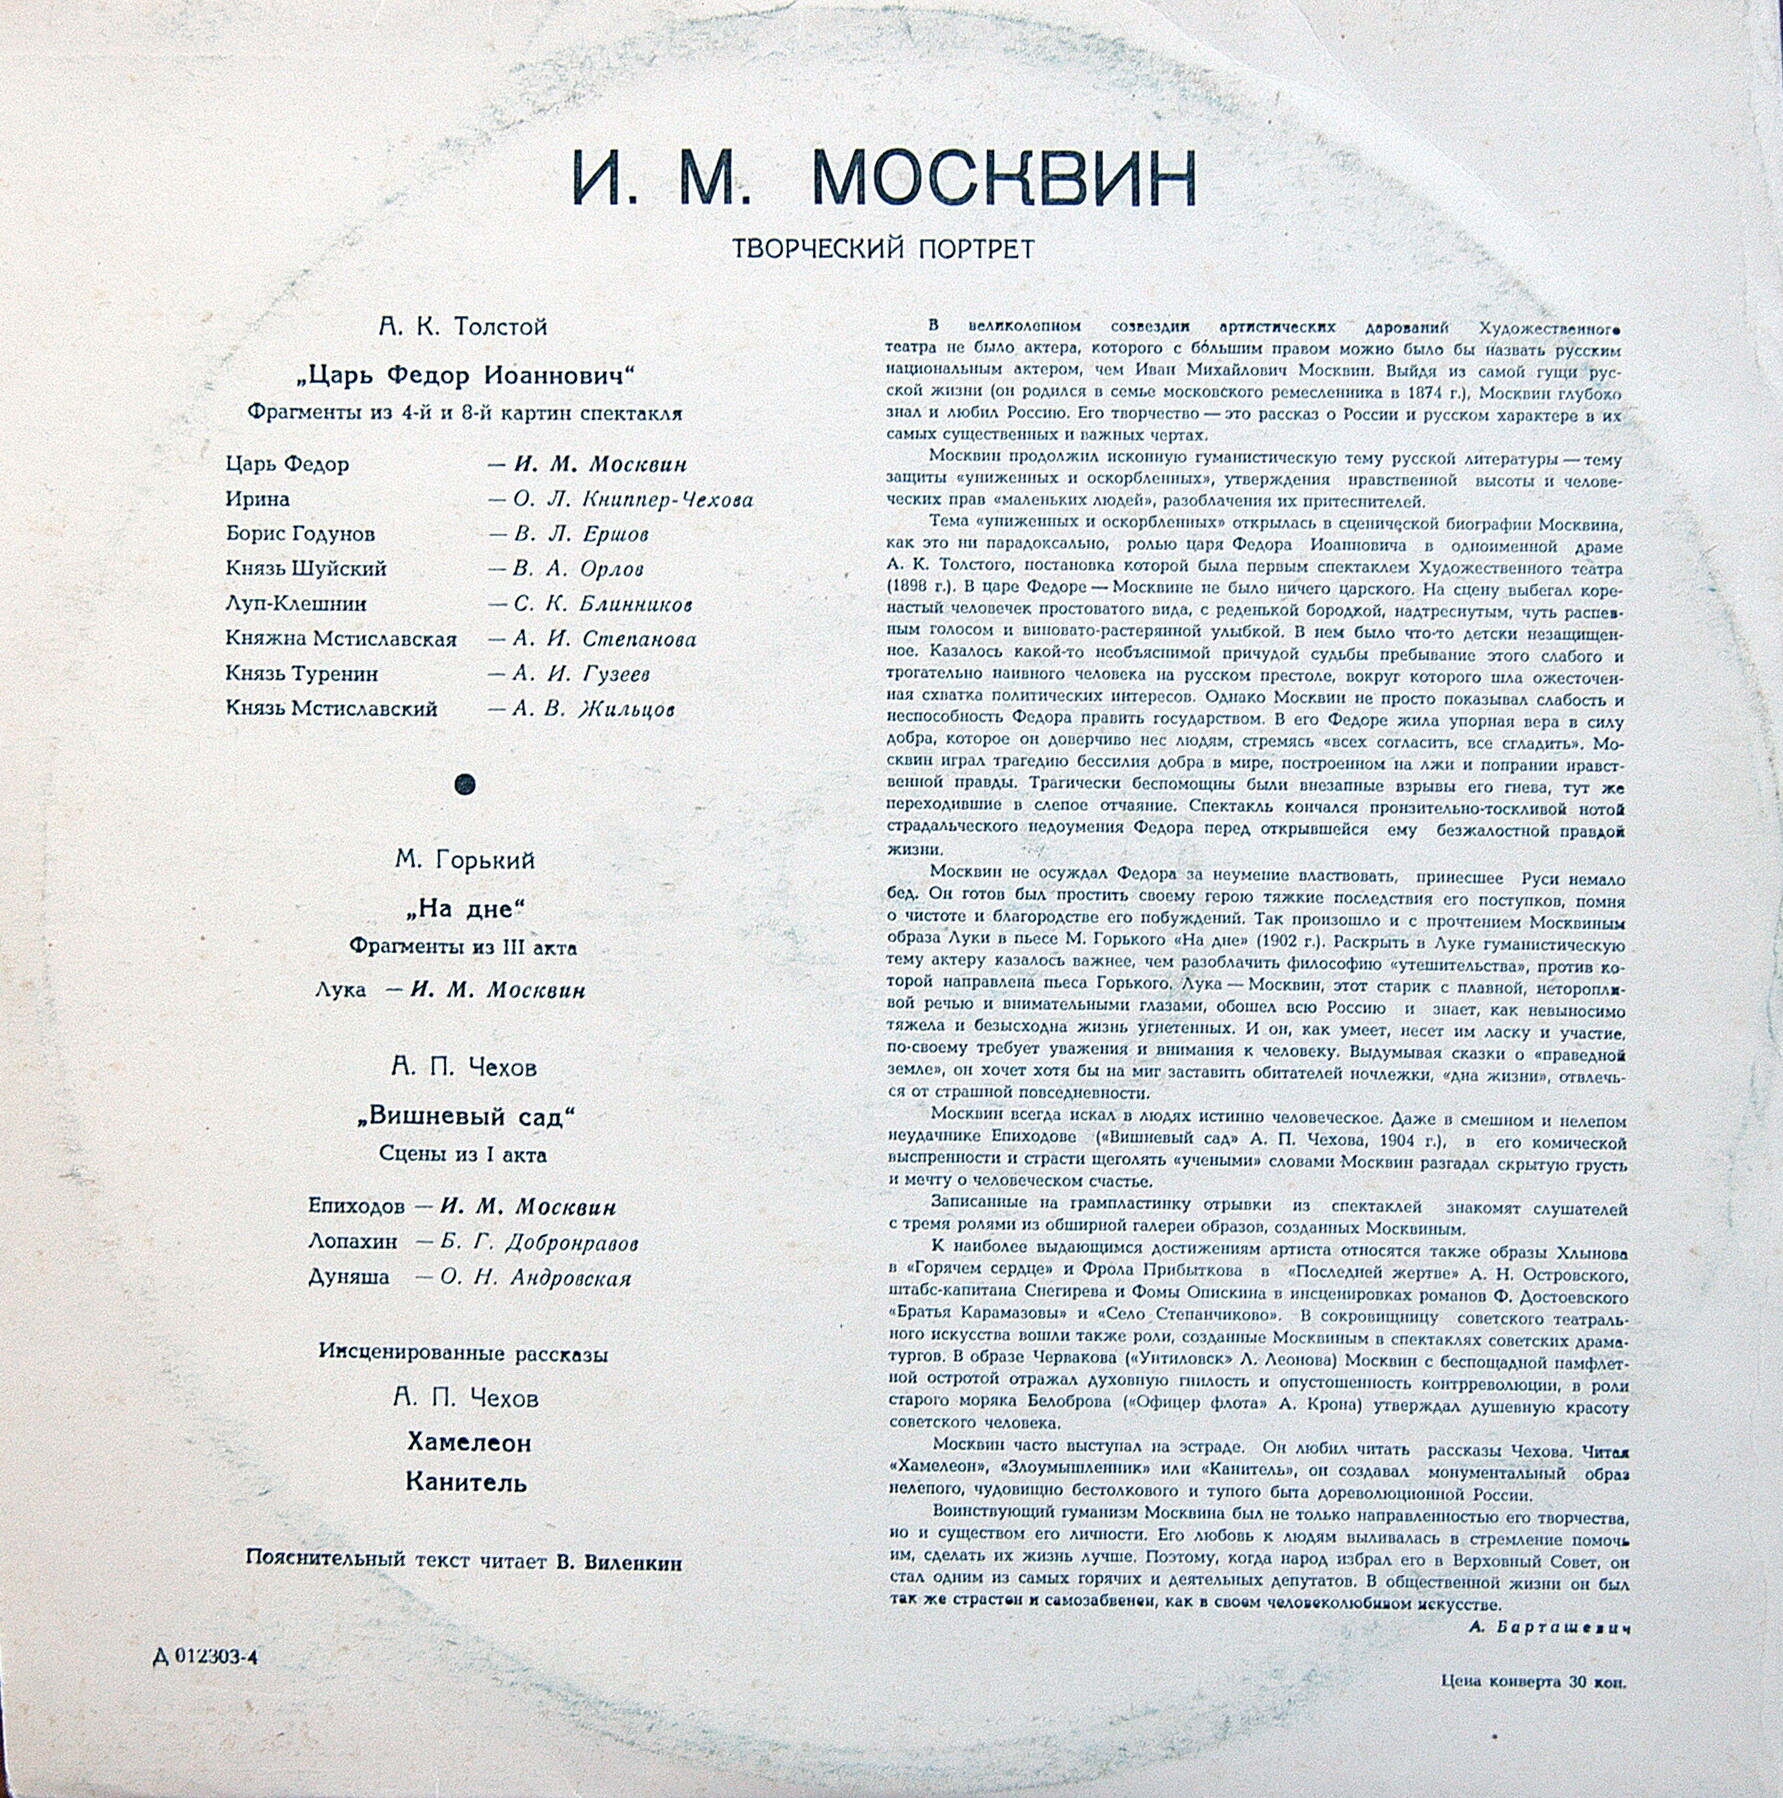 И. М. МОСКВИН
ТВОРЧЕСКИЙ ПОРТРЕТ
А. К. Толстой
„Царь Федор Иоаннович“
Фрагменты из 4-й и 8-й картин спектакля
Царь Федор — И. М. Москвин
Ирина — О. Л. Книппер-Чехова
Борис Годунов — В. Л. Ершов
Князь Шуйский — В. А. Орлов
Луп-Клешнин — С. К. Блинников
Княжна Мстиславская — А. И. Степанова
Князь Туренин — А. И. Гузеев
Князь Мстиславский — А. В. Жильцов
М. Горький
„На дне“
Фрагменты из III акта
Лука — И. М. Москвин
А. П. Чехов
„Вишневый сад“
Сцены из I акта
Епиходов — И. М. Москвин
Лопахин — Б. Г. Добронравов
Дуняша — О. Н. Андровская
Инсценированные рассказы
А. П. Чехов
Хамелеон
Канитель
Пояснительный текст читает В. Виленкин
Д 012303-4
В великолепном созвездии артистических дарований Художественного
театра не было актера, которого с бо́льшим правом можно было бы назвать русским
национальным актером, чем Иван Михайлович Москвин. Выйдя из самой гущи рус-
ской жизни (он родился в семье московского ремесленника в 1874 г.), Москвин глубоко
знал и любил Россию. Его творчество — это рассказ о России и русском характере в их
самых существенных и важных чертах.
Москвин продолжил исконную гуманистическую тему русской литературы — тему
защиты «униженных и оскорбленных», утверждения нравственной высоты и челове-
ческих прав «маленьких людей», разоблачения их притеснителей.
Тема «униженных и оскорбленных» открылась в сценической биографии Москвина,
как это ни парадоксально, ролью царя Федора Иоанновича в одноименной драме
А. К. Толстого, постановка которой была первым спектаклем Художественного театра
(1898 г.). В царе Федоре — Москвине не было ничего царского. На сцену выбегал коре-
настый человечек простоватого вида, с реденькой бородкой, надтреснутым, чуть распев-
ным голосом и виновато-растерянной улыбкой. В нем было что-то детски незащищен-
ное. Казалось какой-то необъяснимой причудой судьбы пребывание этого слабого и
трогательно наивного человека на русском престоле, вокруг которого шла ожесточен-
ная схватка политических интересов. Однако Москвин не просто показывал слабость и
неспособность Федора править государством. В его Федоре жила упорная вера в силу
добра, которое он доверчиво нес людям, стремясь «всех согласить, все сгладить». Мо-
сквин играл трагедию бессилия добра в мире, построенном на лжи и попрании нравст-
венной правды. Трагически беспомощны были внезапные взрывы его гнева, тут же
переходившие в слепое отчаяние. Спектакль кончался пронзительно-тоскливой нотой
страдальческого недоумения Федора перед открывшейся ему безжалостной правдой
жизни.
Москвин не осуждал Федора за неумение властвовать, принесшее Руси немало
бед. Он готов был простить своему герою тяжкие последствия его поступков, помня
о чистоте и благородстве его побуждений. Так произошло и с прочтением Москвиным
образа Луки в пьесе М. Горького «На дне» (1902 г.). Раскрыть в Луке гуманистическую
тему актеру казалось важнее, чем разоблачить философию «утешительства», против ко-
торой направлена пьеса Горького. Лука — Москвин, этот старик с плавной, неторопли-
вой речью и внимательными глазами, обошел всю Россию и знает, как невыносимо
тяжела и безысходна жизнь угнетенных. И он, как умеет, несет им ласку и участие,
по-своему требует уважения и внимания к человеку. Выдумывая сказки о «праведной
земле», он хочет хотя бы на миг заставить обитателей ночлежки, «дна жизни», отвлечь-
ся от страшной повседневности.
Москвин всегда искал в людях истинно человеческое. Даже в смешном и нелепом
неудачнике Епиходове («Вишневый сад» А. П. Чехова, 1904 г.), в его комической
выспренности и страсти щеголять «учеными» словами Москвин разгадал скрытую грусть
и мечту о человеческом счастье.
Записанные на грампластинку отрывки из спектаклей знакомят слушателей
с тремя ролями из обширной галереи образов, созданных Москвиным.
К наиболее выдающимся достижениям артиста относятся также образы Хлынова
в «Горячем сердце» и Фрола Прибыткова в «Последней жертве» А. Н. Островского,
штабс-капитана Снегирева и Фомы Опискина в инсценировках романов Ф. Достоевского
«Братья Карамазовы» и «Село Степанчиково». В сокровищницу советского театраль-
ного искусства вошли также роли, созданные Москвиным в спектаклях советских драма-
тургов. В образе Червакова («Унтиловск» Л. Леонова) Москвин с беспощадной памфлет-
ной остротой отражал духовную гнилость и опустошенность контрреволюции, в роли
старого моряка Белоброва («Офицер флота» А. Крона) утверждал душевную красоту
советского человека.
Москвин часто выступал на эстраде. Он любил читать рассказы Чехова. Читая
«Хамелеон», «Злоумышленник» или «Канитель», он создавал монументальный образ
нелепого, чудовищно бестолкового и тупого быта дореволюционной России.
Воинствующий гуманизм Москвина был не только направленностью его творчества,
но и существом его личности. Его любовь к людям выливалась в стремление помочь
им, сделать их жизнь лучше. Поэтому, когда народ избрал его в Верховный Совет, он
стал одним из самых горячих и деятельных депутатов. В общественной жизни он был
так же страстен и самозабвенен, как в своем человеколюбивом искусстве.
А. Барташевич
Цена конверта 30 коп.